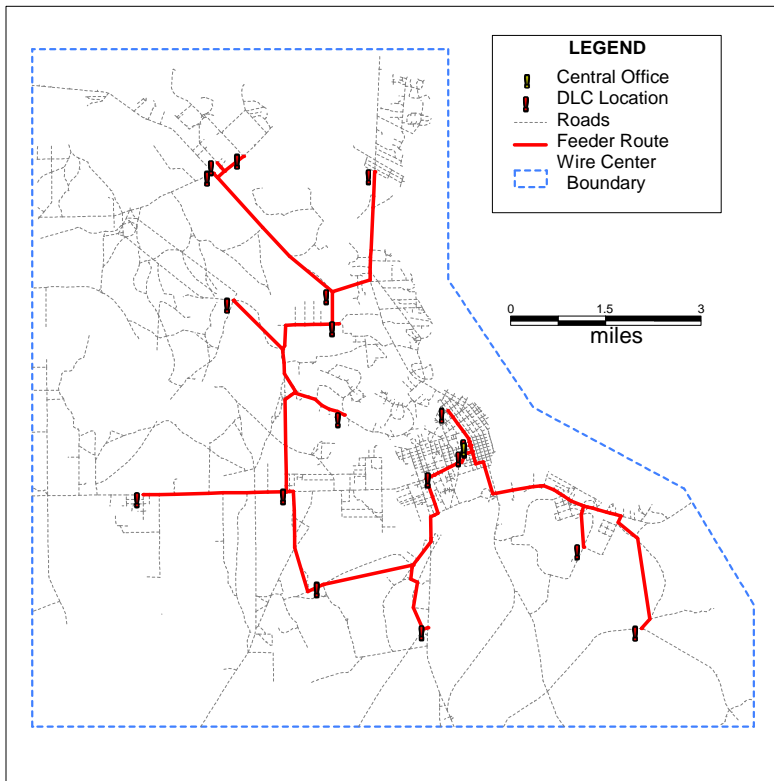 LEGEND
Central Office
DLC Location
Roads
Feeder Route
Wire Center
Boundary
0 1.5 3
miles